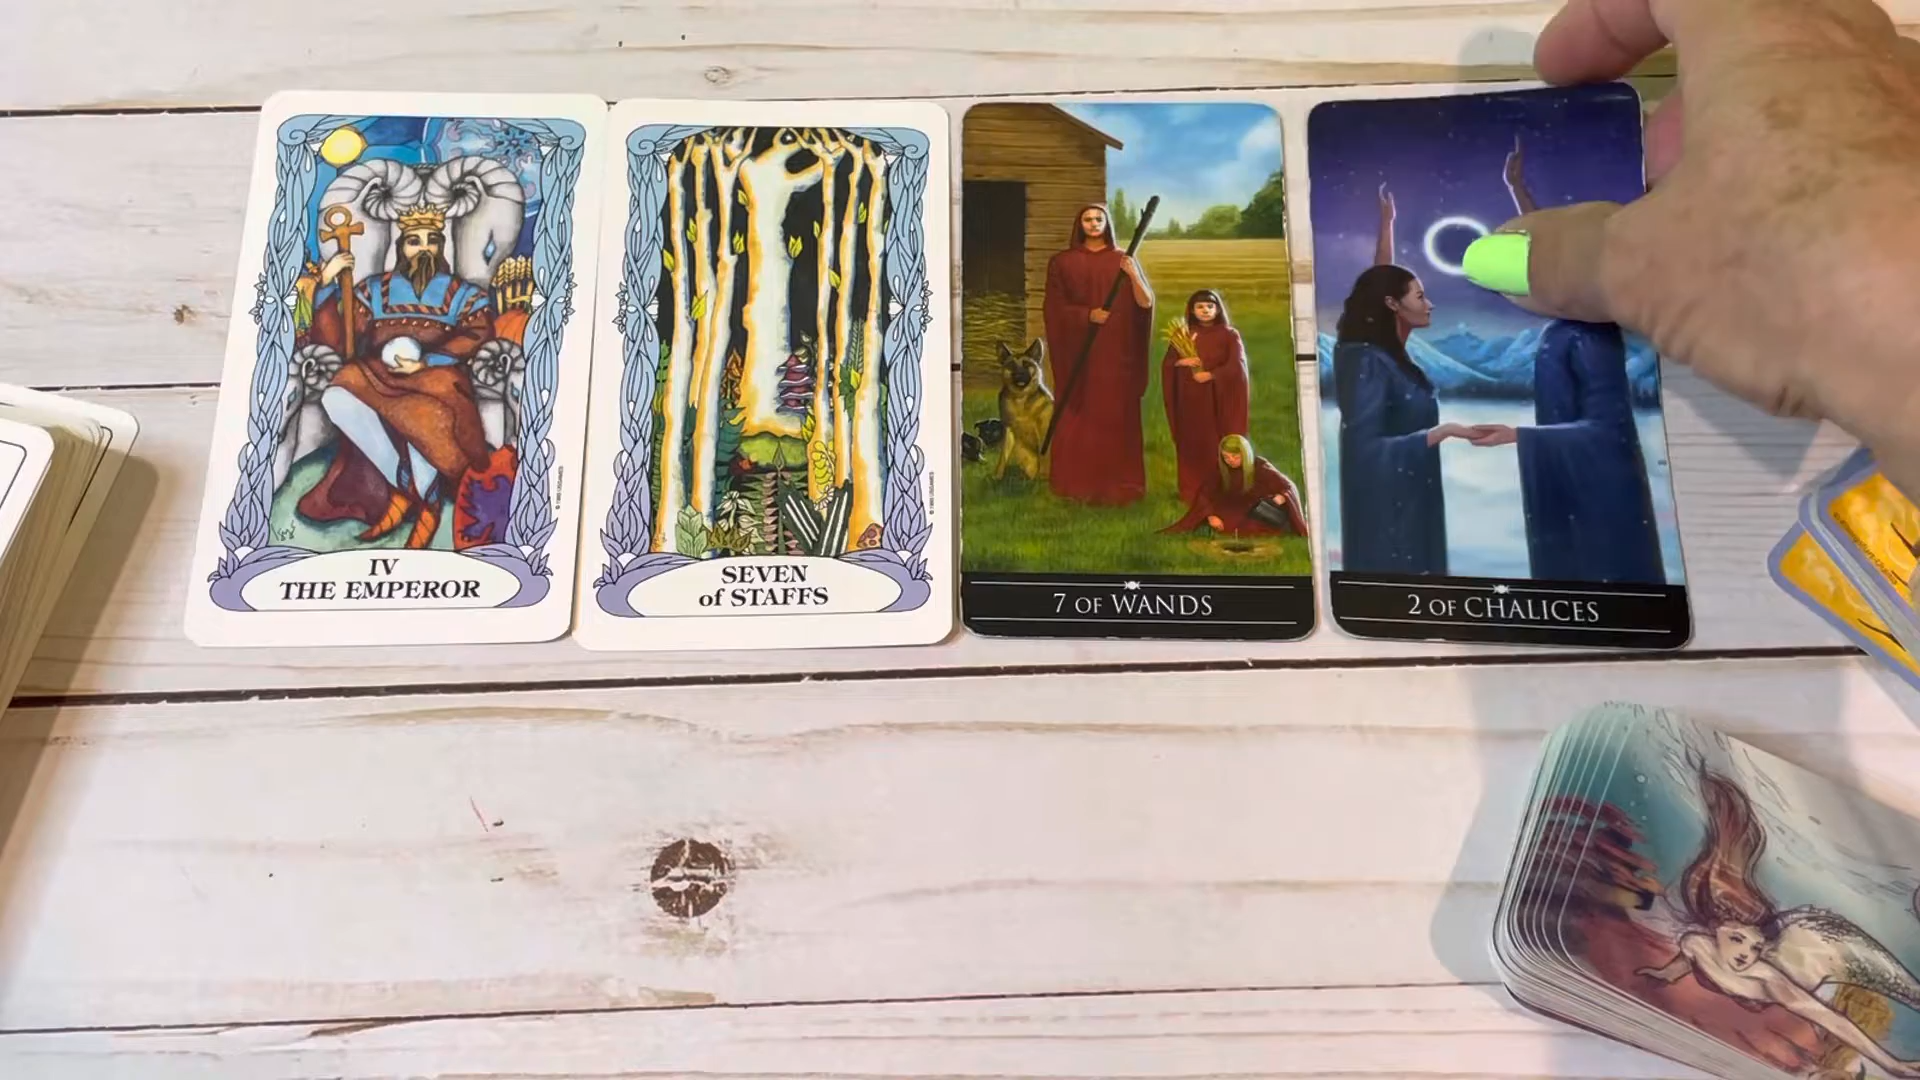 IV
THE EMPEROR
SEVEN
of STAFFS
7 OF WANDS
2 OF CHALICES